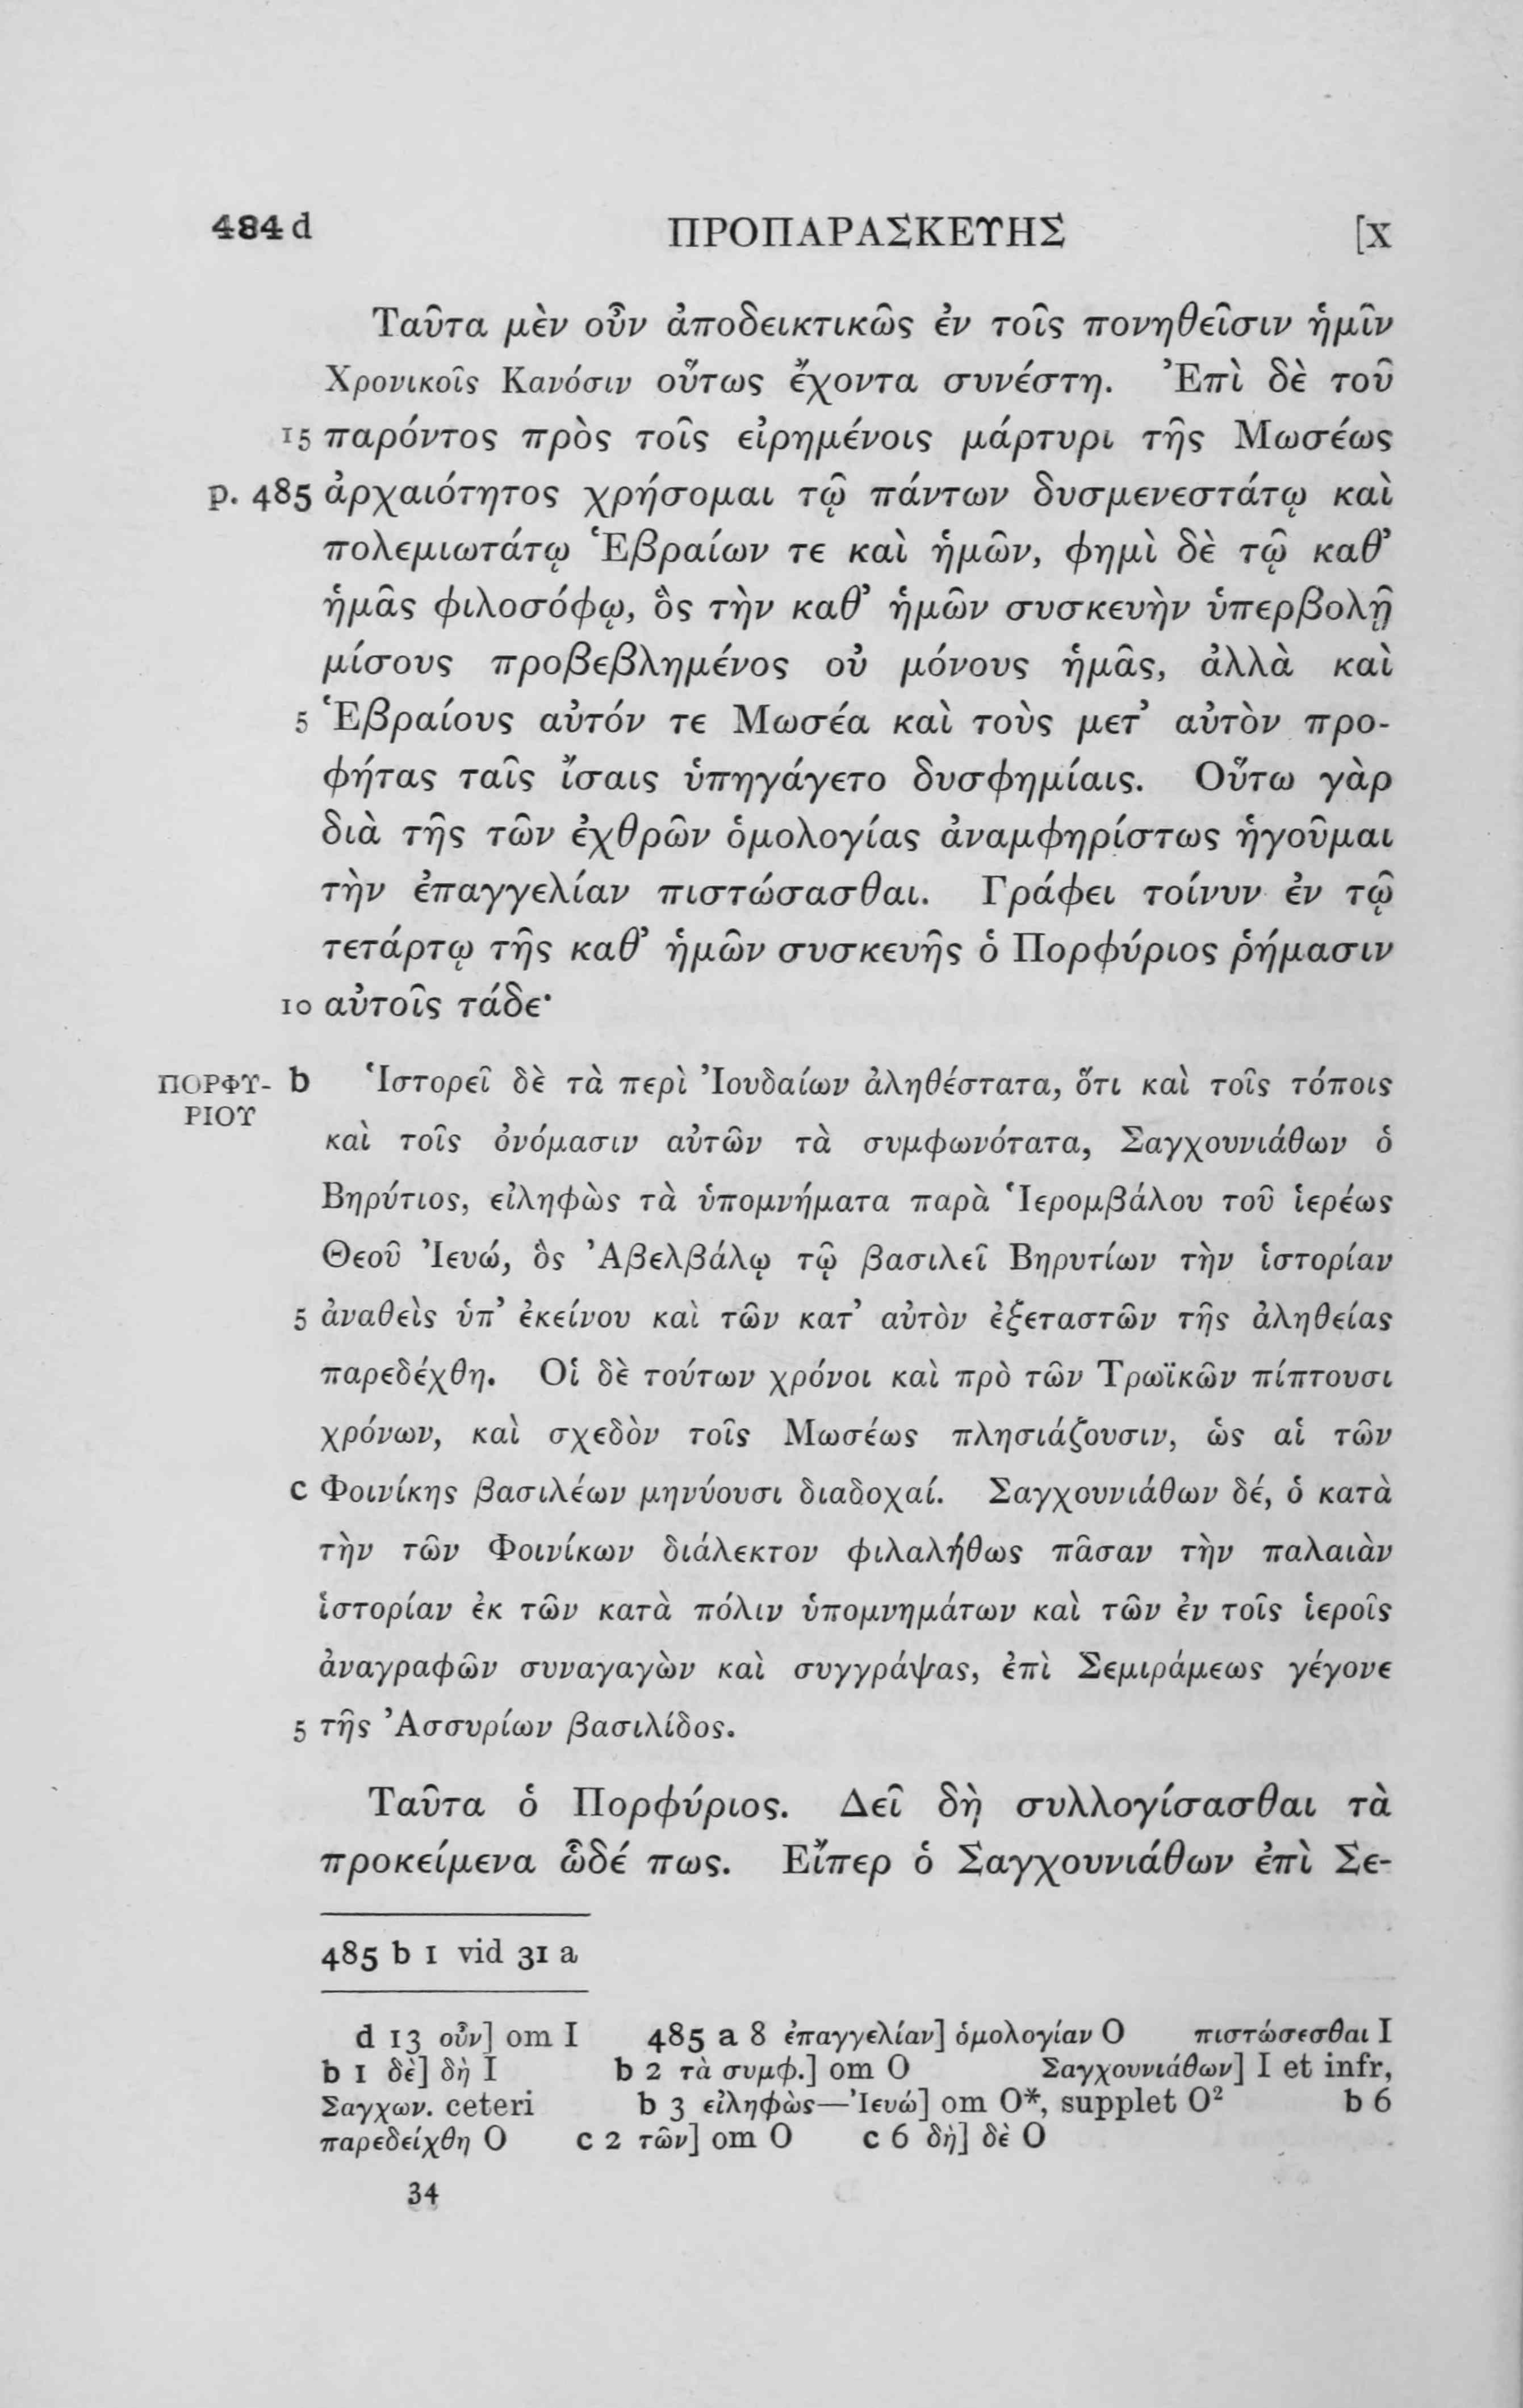 484 d ΠΡΟΠΑΡΑΣΚΕΥΗΣ [X
Ταῦτα μὲν οὖν ἀποδεικτικῶς ἐν τοῖς πονηθεῖσιν ἡμῖν
Χρονικοῖς Κανόσιν οὕτως ἔχοντα συνέστη. Ἐπὶ δὲ τοῦ
15 παρόντος πρὸς τοῖς εἰρημένοις μάρτυρι τῆς Μωσέως
p. 485 ἀρχαιότητος χρήσομαι τῷ πάντων δυσμενεστάτῳ καὶ
πολεμιωτάτῳ Ἑβραίων τε καὶ ἡμῶν, φημὶ δὲ τῷ καθ’
ἡμᾶς φιλοσόφῳ, ὃς τὴν καθ’ ἡμῶν συσκευὴν ὑπερβολῇ
μίσους προβεβλημένος οὐ μόνους ἡμᾶς, ἀλλὰ καὶ
5 Ἑβραίους αὐτόν τε Μωσέα καὶ τοὺς μετ’ αὐτὸν προ-
φήτας ταῖς ἴσαις ὑπηγάγετο δυσφημίαις. Οὕτω γὰρ
διὰ τῆς τῶν ἐχθρῶν ὁμολογίας ἀναμφηρίστως ἡγοῦμαι
τὴν ἐπαγγελίαν πιστώσασθαι. Γράφει τοίνυν ἐν τῷ
τετάρτῳ τῆς καθ’ ἡμῶν συσκευῆς ὁ Πορφύριος ῥήμασιν
10 αὐτοῖς τάδε·
ΠΟΡΦΥ- b Ἱστορεῖ δὲ τὰ περὶ Ἰουδαίων ἀληθέστατα, ὅτι καὶ τοῖς τόποις
ΡΙΟΥ
καὶ τοῖς ὀνόμασιν αὐτῶν τὰ συμφωνότατα, Σαγχουνιάθων ὁ
Βηρύτιος, εἰληφὼς τὰ ὑπομνήματα παρὰ Ἱερομβάλου τοῦ ἱερέως
Θεοῦ Ἰευώ, ὃς Ἀβελβάλῳ τῷ βασιλεῖ Βηρυτίων τὴν ἱστορίαν
5 ἀναθεὶς ὑπ’ ἐκείνου καὶ τῶν κατ’ αὐτὸν ἐξεταστῶν τῆς ἀληθείας
παρεδέχθη. Οἱ δὲ τούτων χρόνοι καὶ πρὸ τῶν Τρωϊκῶν πίπτουσι
χρόνων, καὶ σχεδὸν τοῖς Μωσέως πλησιάζουσιν, ὡς αἱ τῶν
c Φοινίκης βασιλέων μηνύουσι διαδοχαί. Σαγχουνιάθων δέ, ὁ κατὰ
τὴν τῶν Φοινίκων διάλεκτον φιλαλήθως πᾶσαν τὴν παλαιὰν
ἱστορίαν ἐκ τῶν κατὰ πόλιν ὑπομνημάτων καὶ τῶν ἐν τοῖς ἱεροῖς
ἀναγραφῶν συναγαγὼν καὶ συγγράψας, ἐπὶ Σεμιράμεως γέγονε
5 τῆς Ἀσσυρίων βασιλίδος.
Ταῦτα ὁ Πορφύριος. Δεῖ δὴ συλλογίσασθαι τὰ
προκείμενα ὧδέ πως. Εἴπερ ὁ Σαγχουνιάθων ἐπὶ Σε-
485 b 1 vid 31 a
d 13 οὖν] om I 485 a 8 ἐπαγγελίαν] ὁμολογίαν O πιστώσεσθαι I
b 1 δὲ] δὴ I b 2 τὰ συμφ.] om O Σαγχουνιάθων] I et infr,
Σαγχων. ceteri b 3 εἰληφὼς—Ἰευώ] om O*, supplet O² b 6
παρεδείχθη O c 2 τῶν] om O c 6 δὴ] δὲ O
34